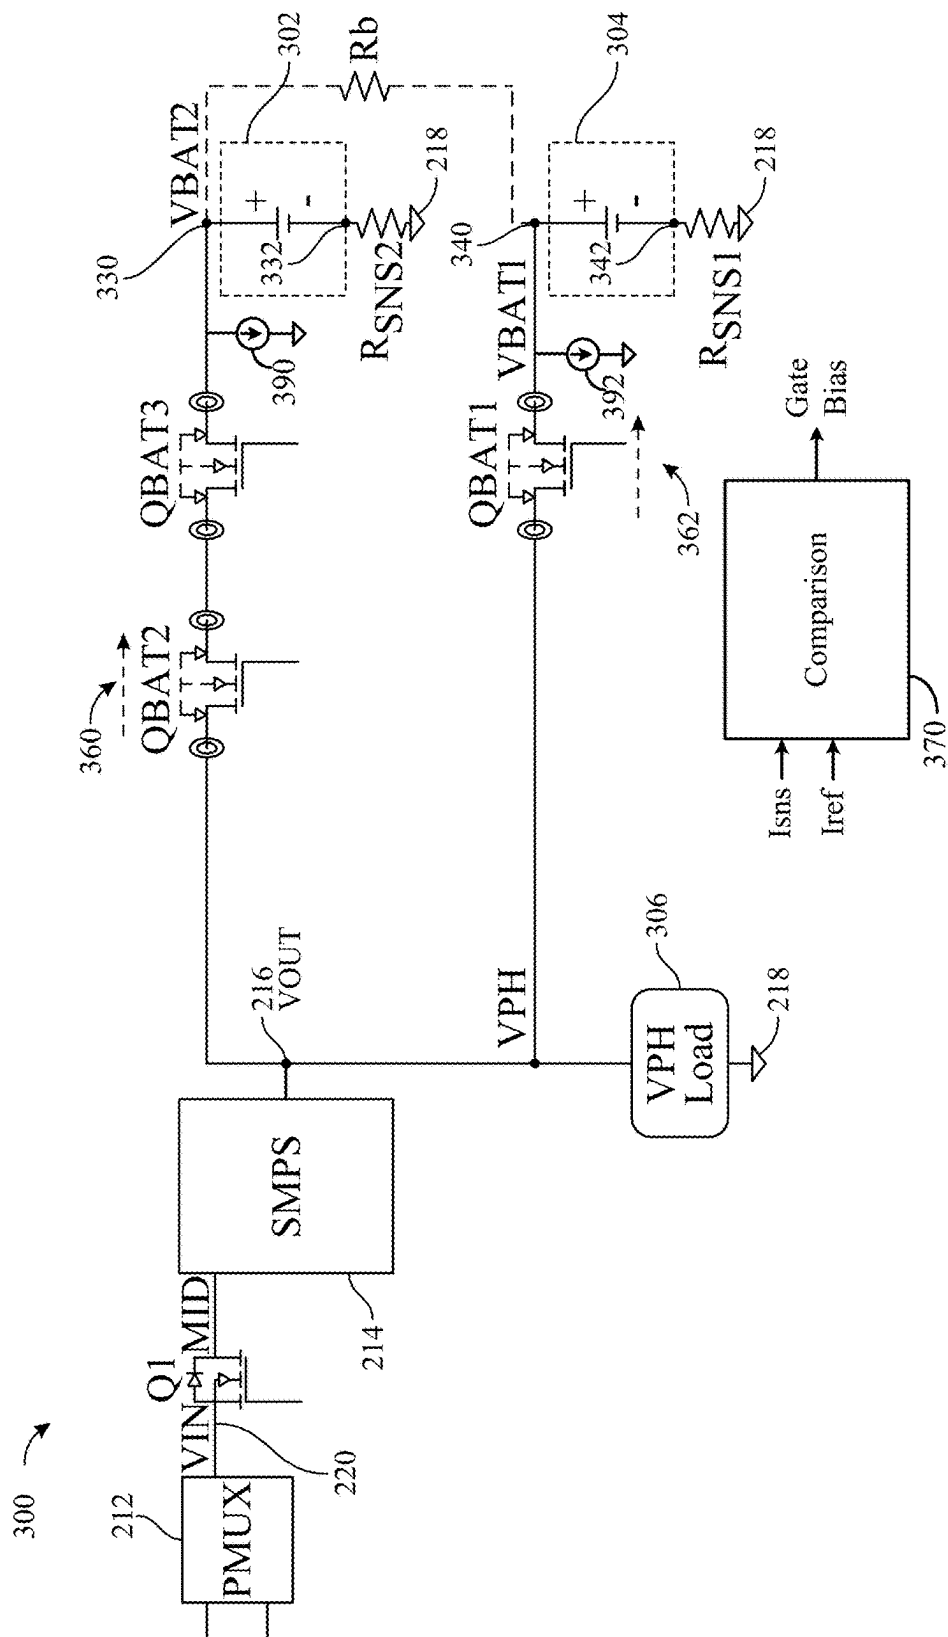 300
212
PMUX
VIN
220
Q1
MID
SMPS
214
216
VOUT
VPH
VPH
Load
306
218
360
QBAT2
QBAT3
390
330
VBAT2
302
+
-
332
RSNS2
218
Rb
QBAT1
362
392
VBAT1
340
304
+
-
342
RSNS1
218
Isns
Iref
Comparison
370
Gate
Bias